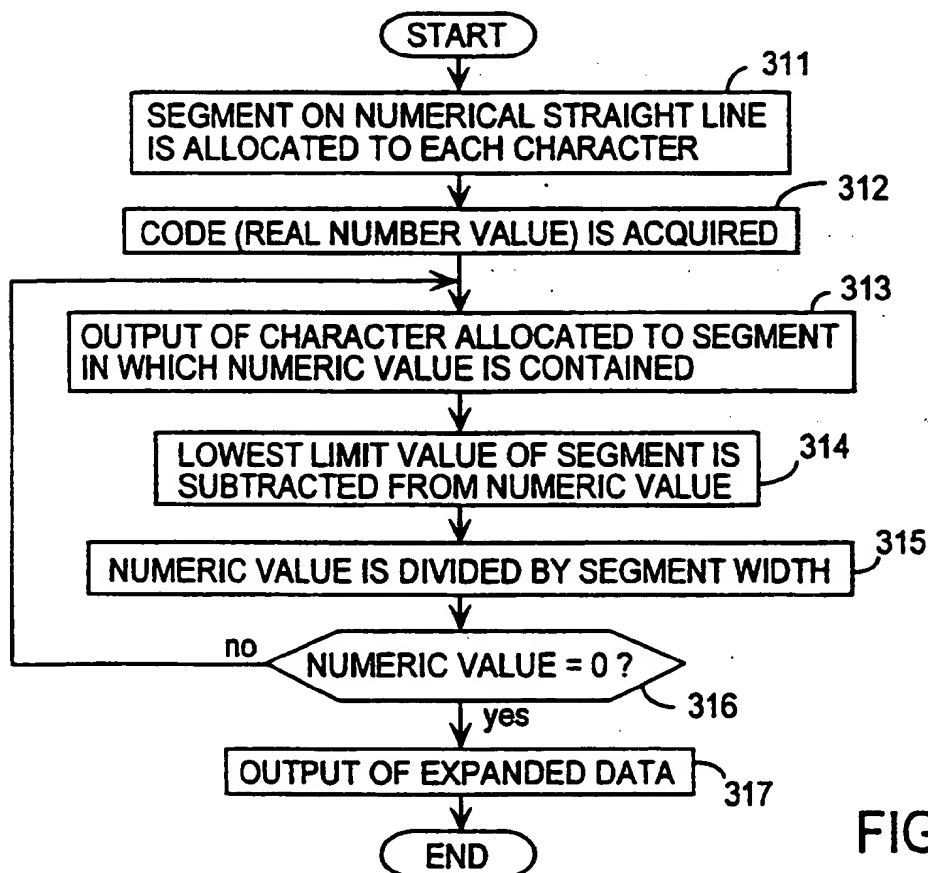 START
311
SEGMENT ON NUMERICAL STRAIGHT LINE
IS ALLOCATED TO EACH CHARACTER
312
CODE (REAL NUMBER VALUE) IS ACQUIRED
313
OUTPUT OF CHARACTER ALLOCATED TO SEGMENT
IN WHICH NUMERIC VALUE IS CONTAINED
314
LOWEST LIMIT VALUE OF SEGMENT IS
SUBTRACTED FROM NUMERIC VALUE
315
NUMERIC VALUE IS DIVIDED BY SEGMENT WIDTH
no
NUMERIC VALUE = 0 ?
316
yes
OUTPUT OF EXPANDED DATA
317
END
FIG